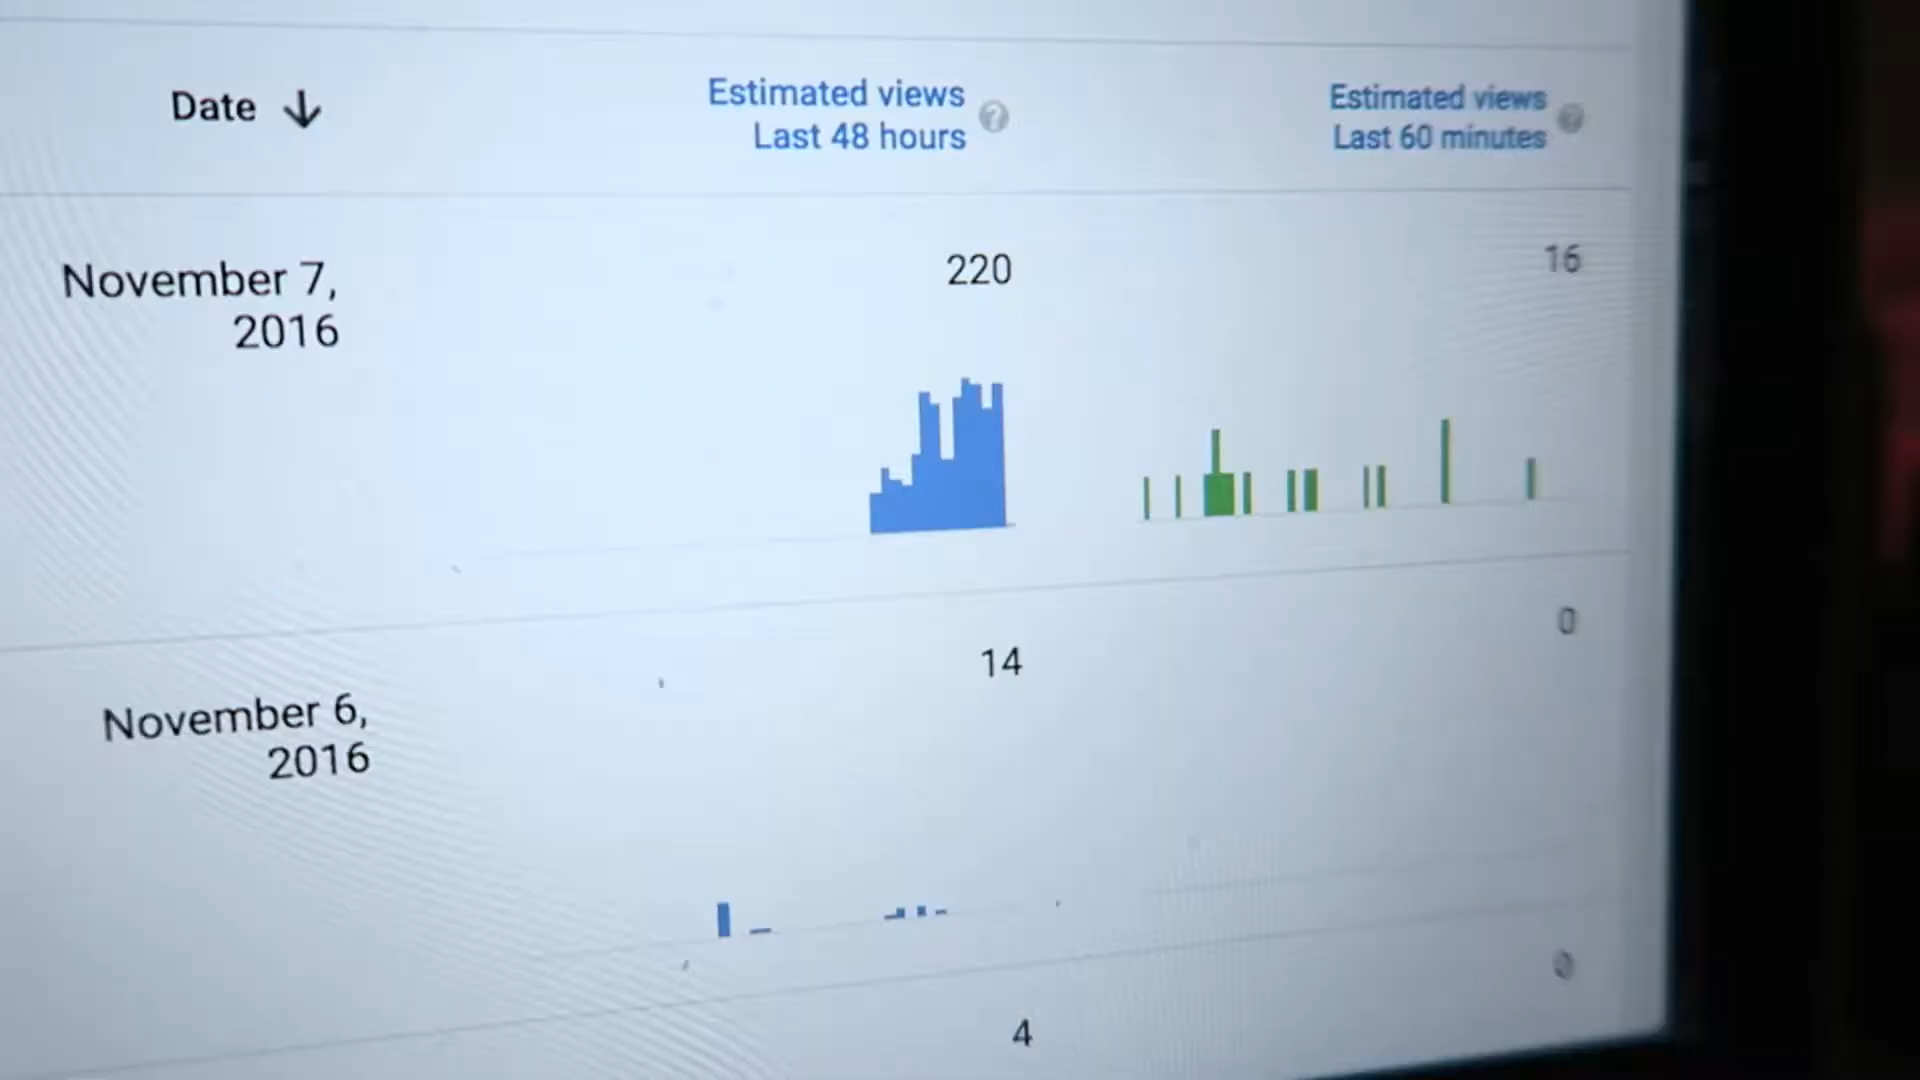 Date ↓
Estimated views
Last 48 hours ?
Estimated views
Last 60 minutes ?
November 7,
2016
220
16
November 6,
2016
14
0
4
0